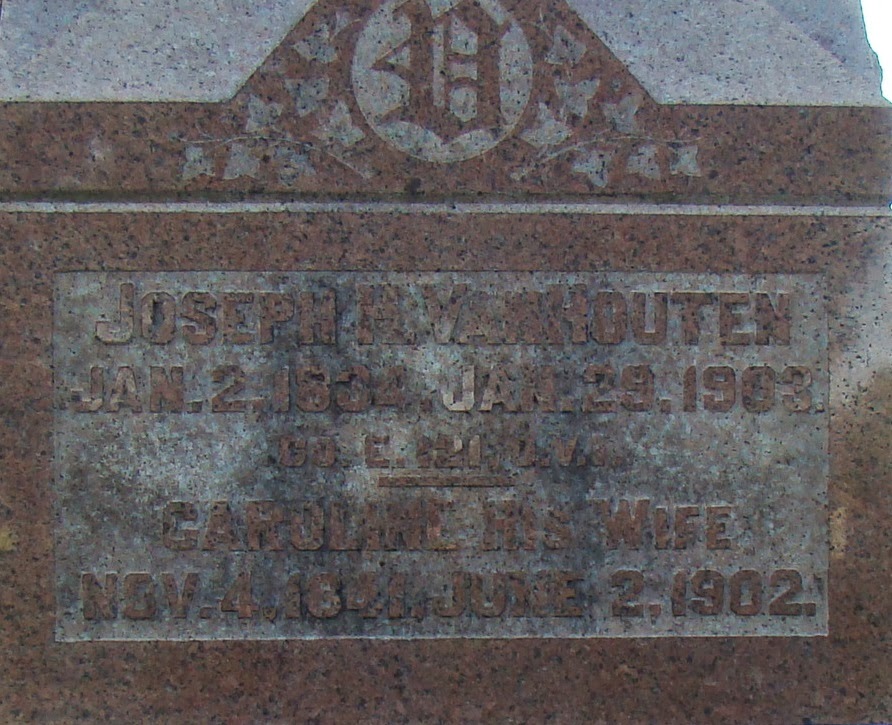 V
JOSEPH H. VANHOUTEN
JAN. 2, 1834. JAN. 29, 1903.
CO. E. 121, O.V.I.
CAROLINE HIS WIFE
NOV. 4, 1841. JUNE 2, 1902.